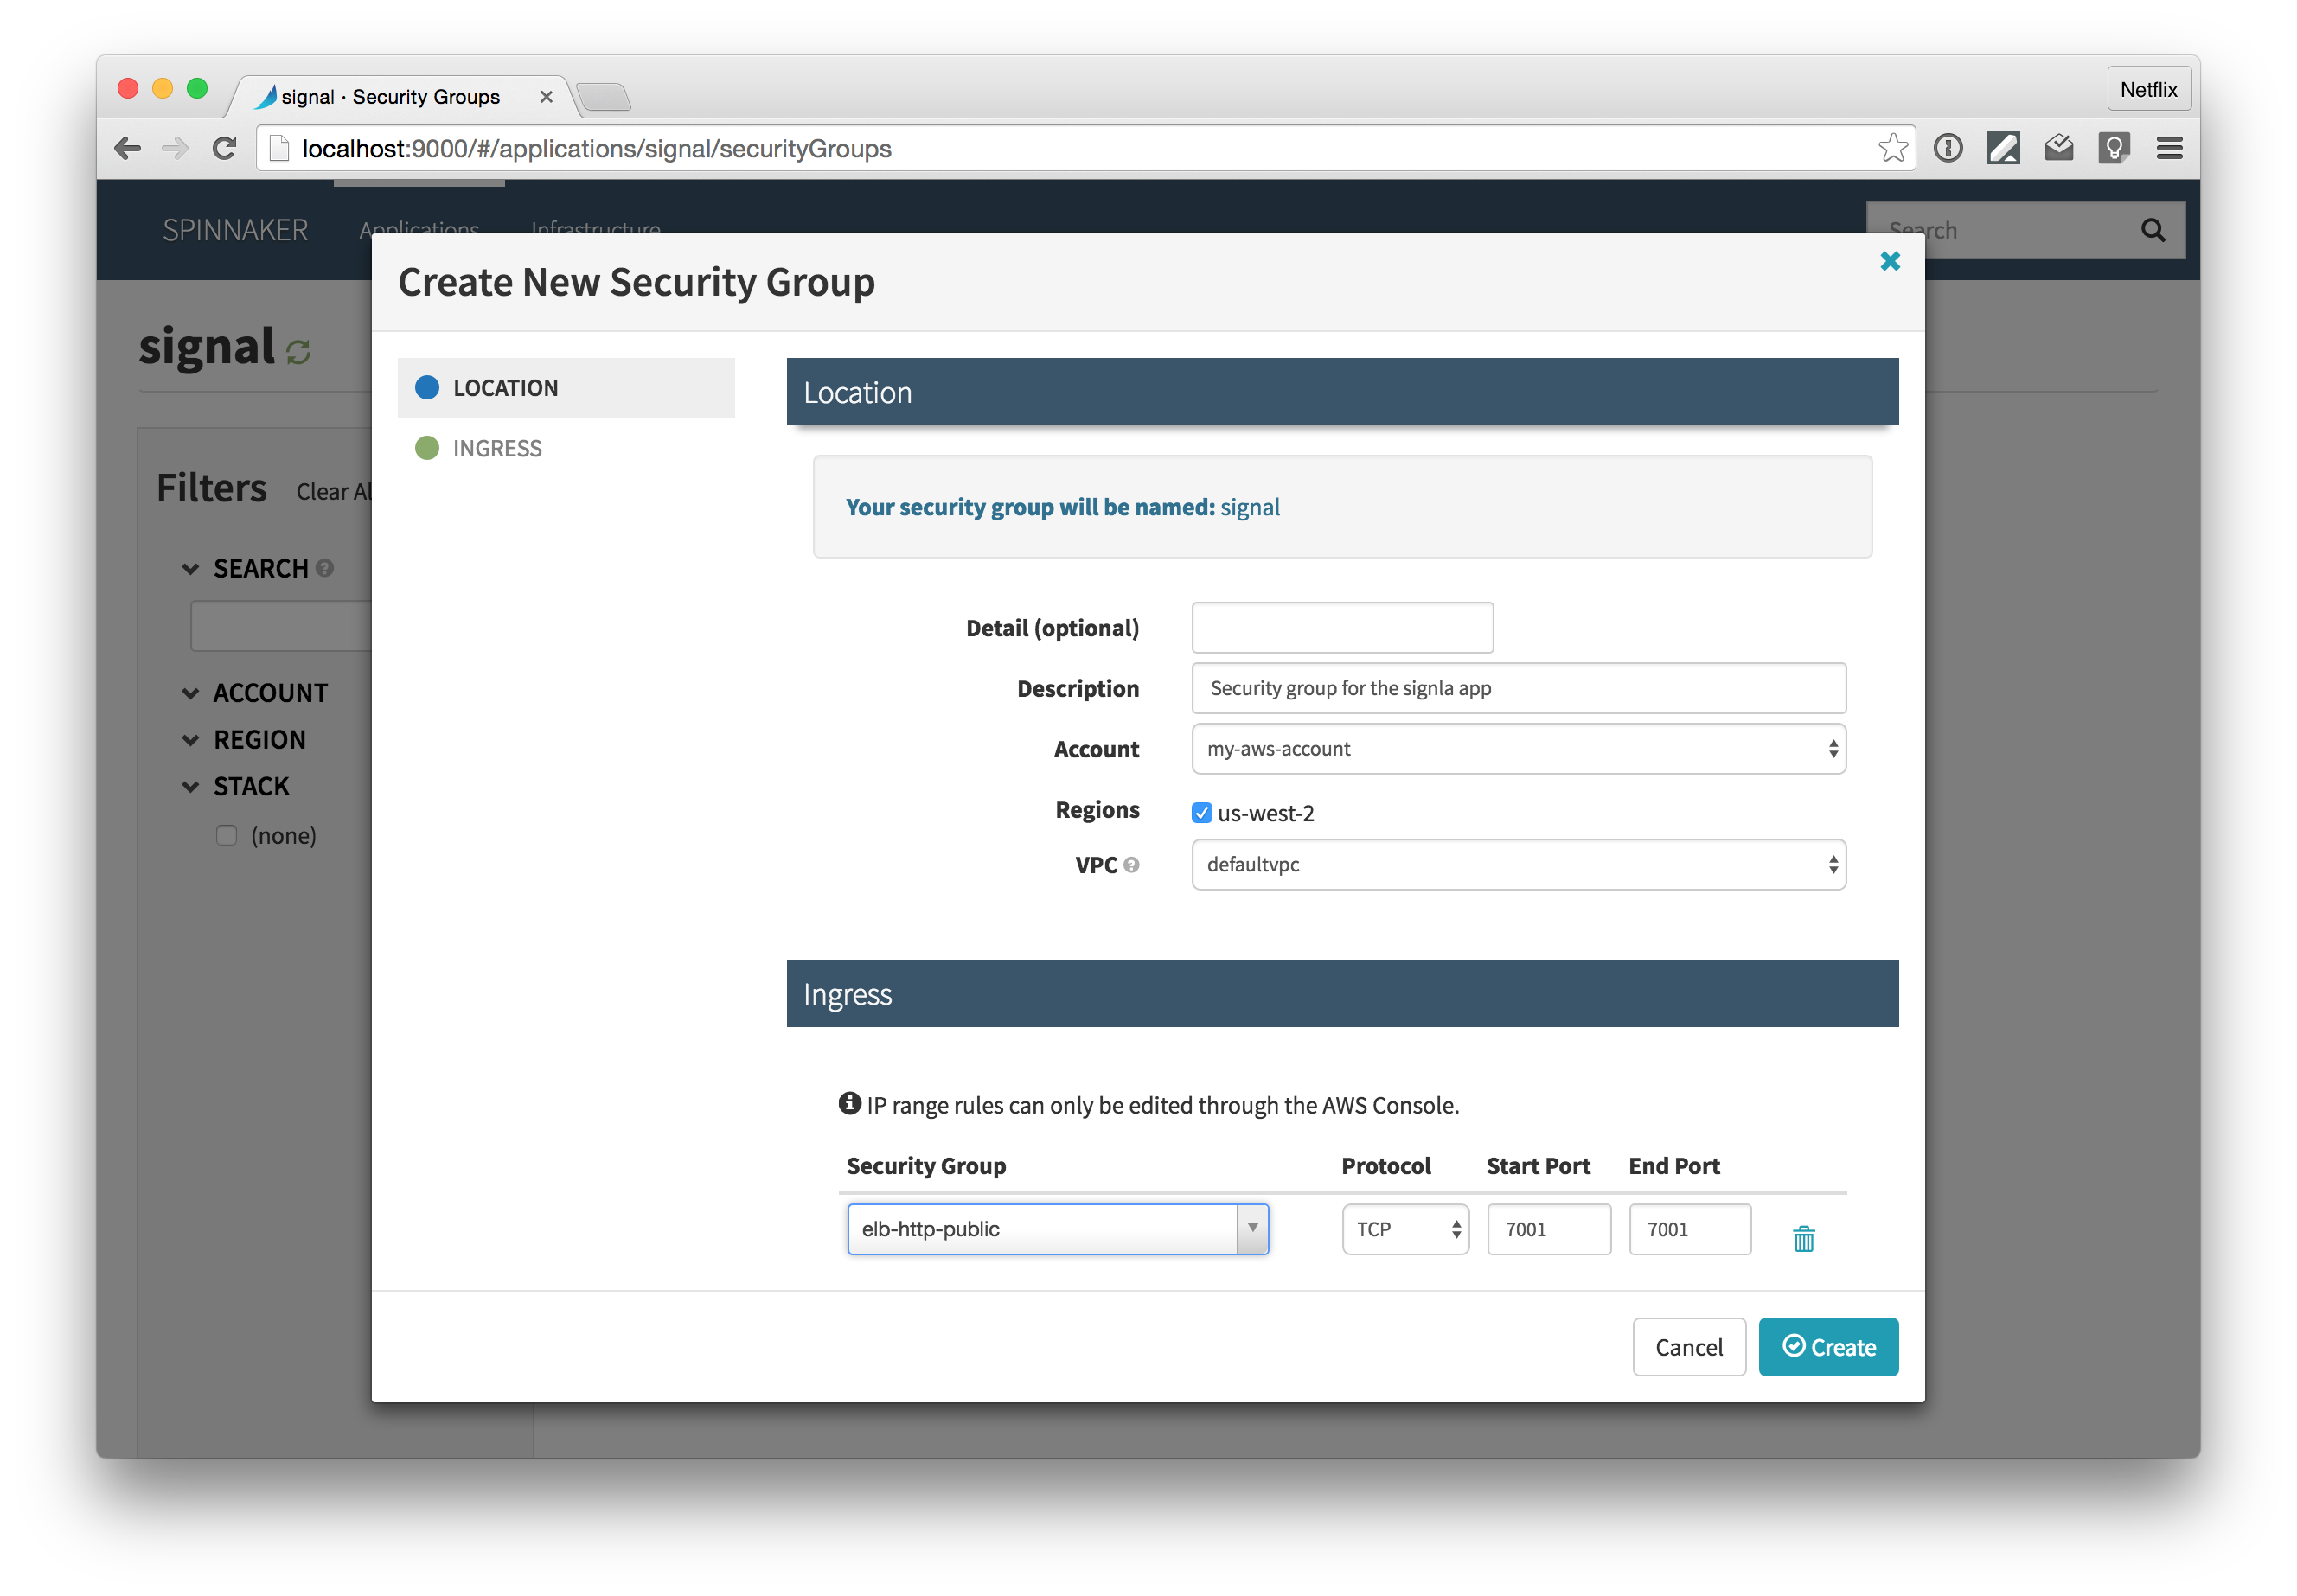 signal · Security Groups
Netflix
localhost:9000/#/applications/signal/securityGroups
SPINNAKER Applications Infrastructure Search
Create New Security Group
signal
LOCATION
INGRESS
Location
Your security group will be named: signal
Filters Clear Al
SEARCH
ACCOUNT
REGION
STACK
(none)
Detail (optional)
Description Security group for the signla app
Account my-aws-account
Regions us-west-2
VPC defaultvpc
Ingress
IP range rules can only be edited through the AWS Console.
Security Group Protocol Start Port End Port
elb-http-public TCP 7001 7001
Cancel Create